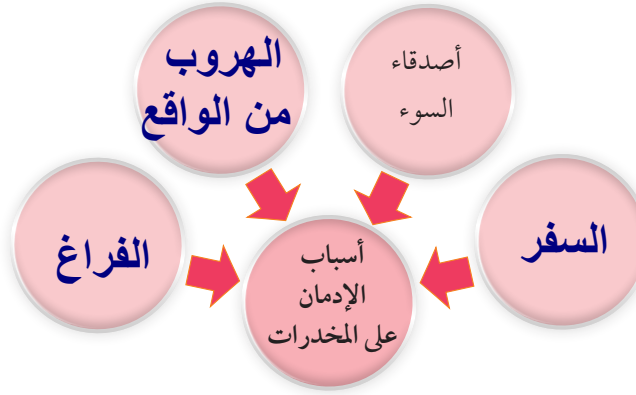 أصدقاء
السوء
الهروب
من الواقع
السفر
الفراغ
أسباب
الإدمان
على المخدرات